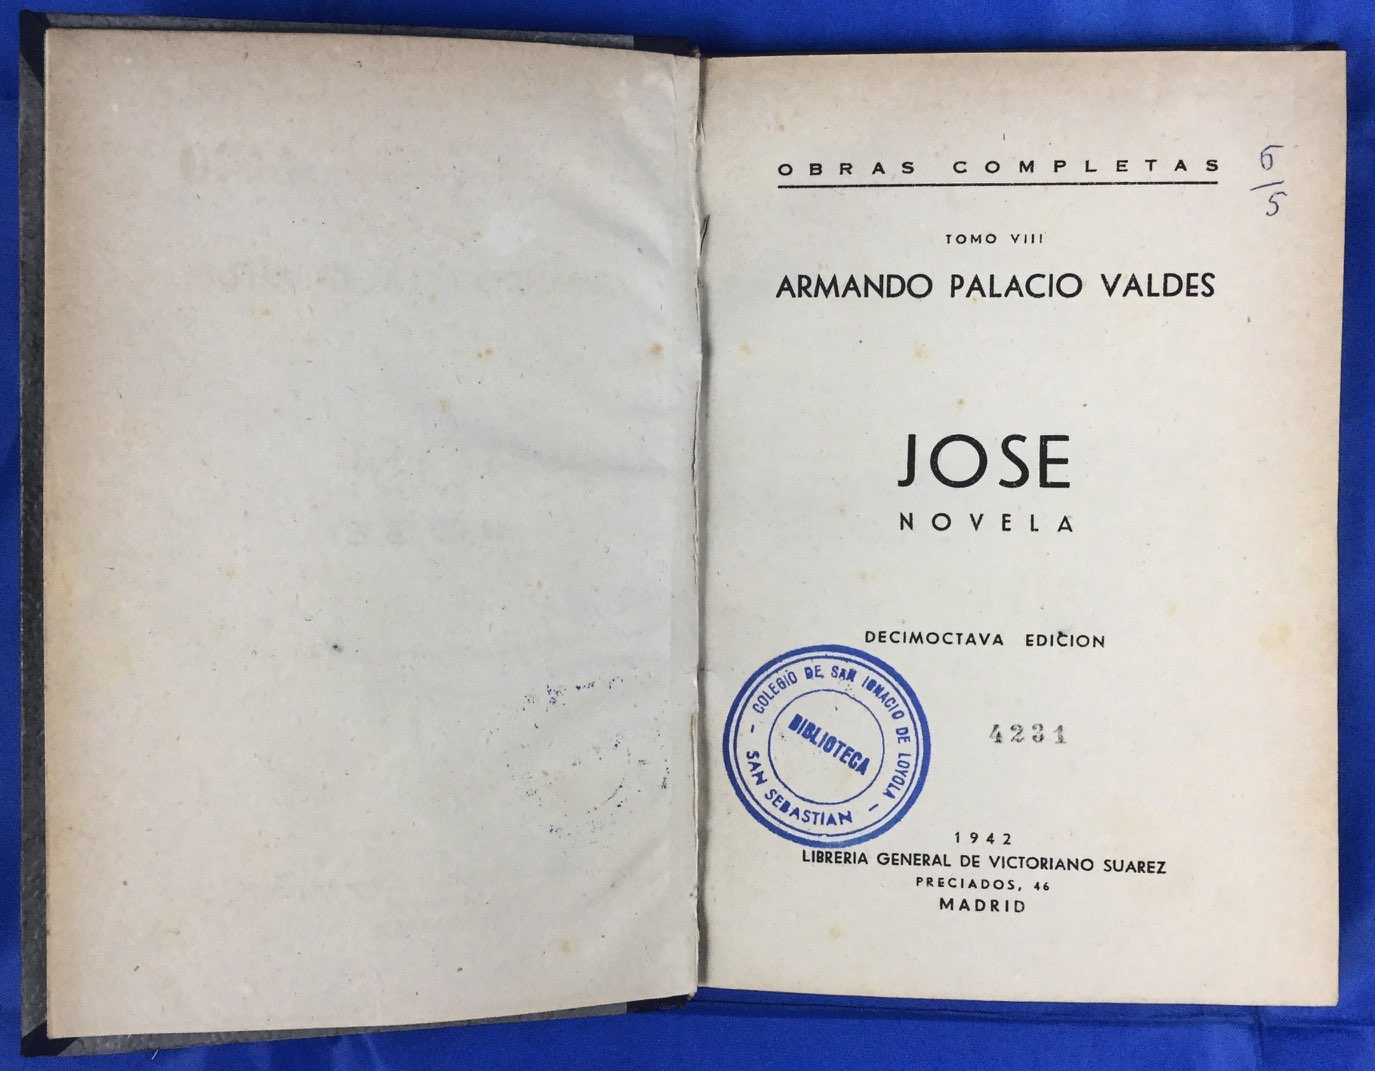 OBRAS COMPLETAS
6
5
TOMO VIII
ARMANDO PALACIO VALDES
JOSE
NOVELA
DECIMOCTAVA EDICION
COLEGIO DE SAN IGNACIO DE LOYOLA
BIBLIOTECA
SAN SEBASTIAN
4231
1942
LIBRERIA GENERAL DE VICTORIANO SUAREZ
PRECIADOS, 46
MADRID